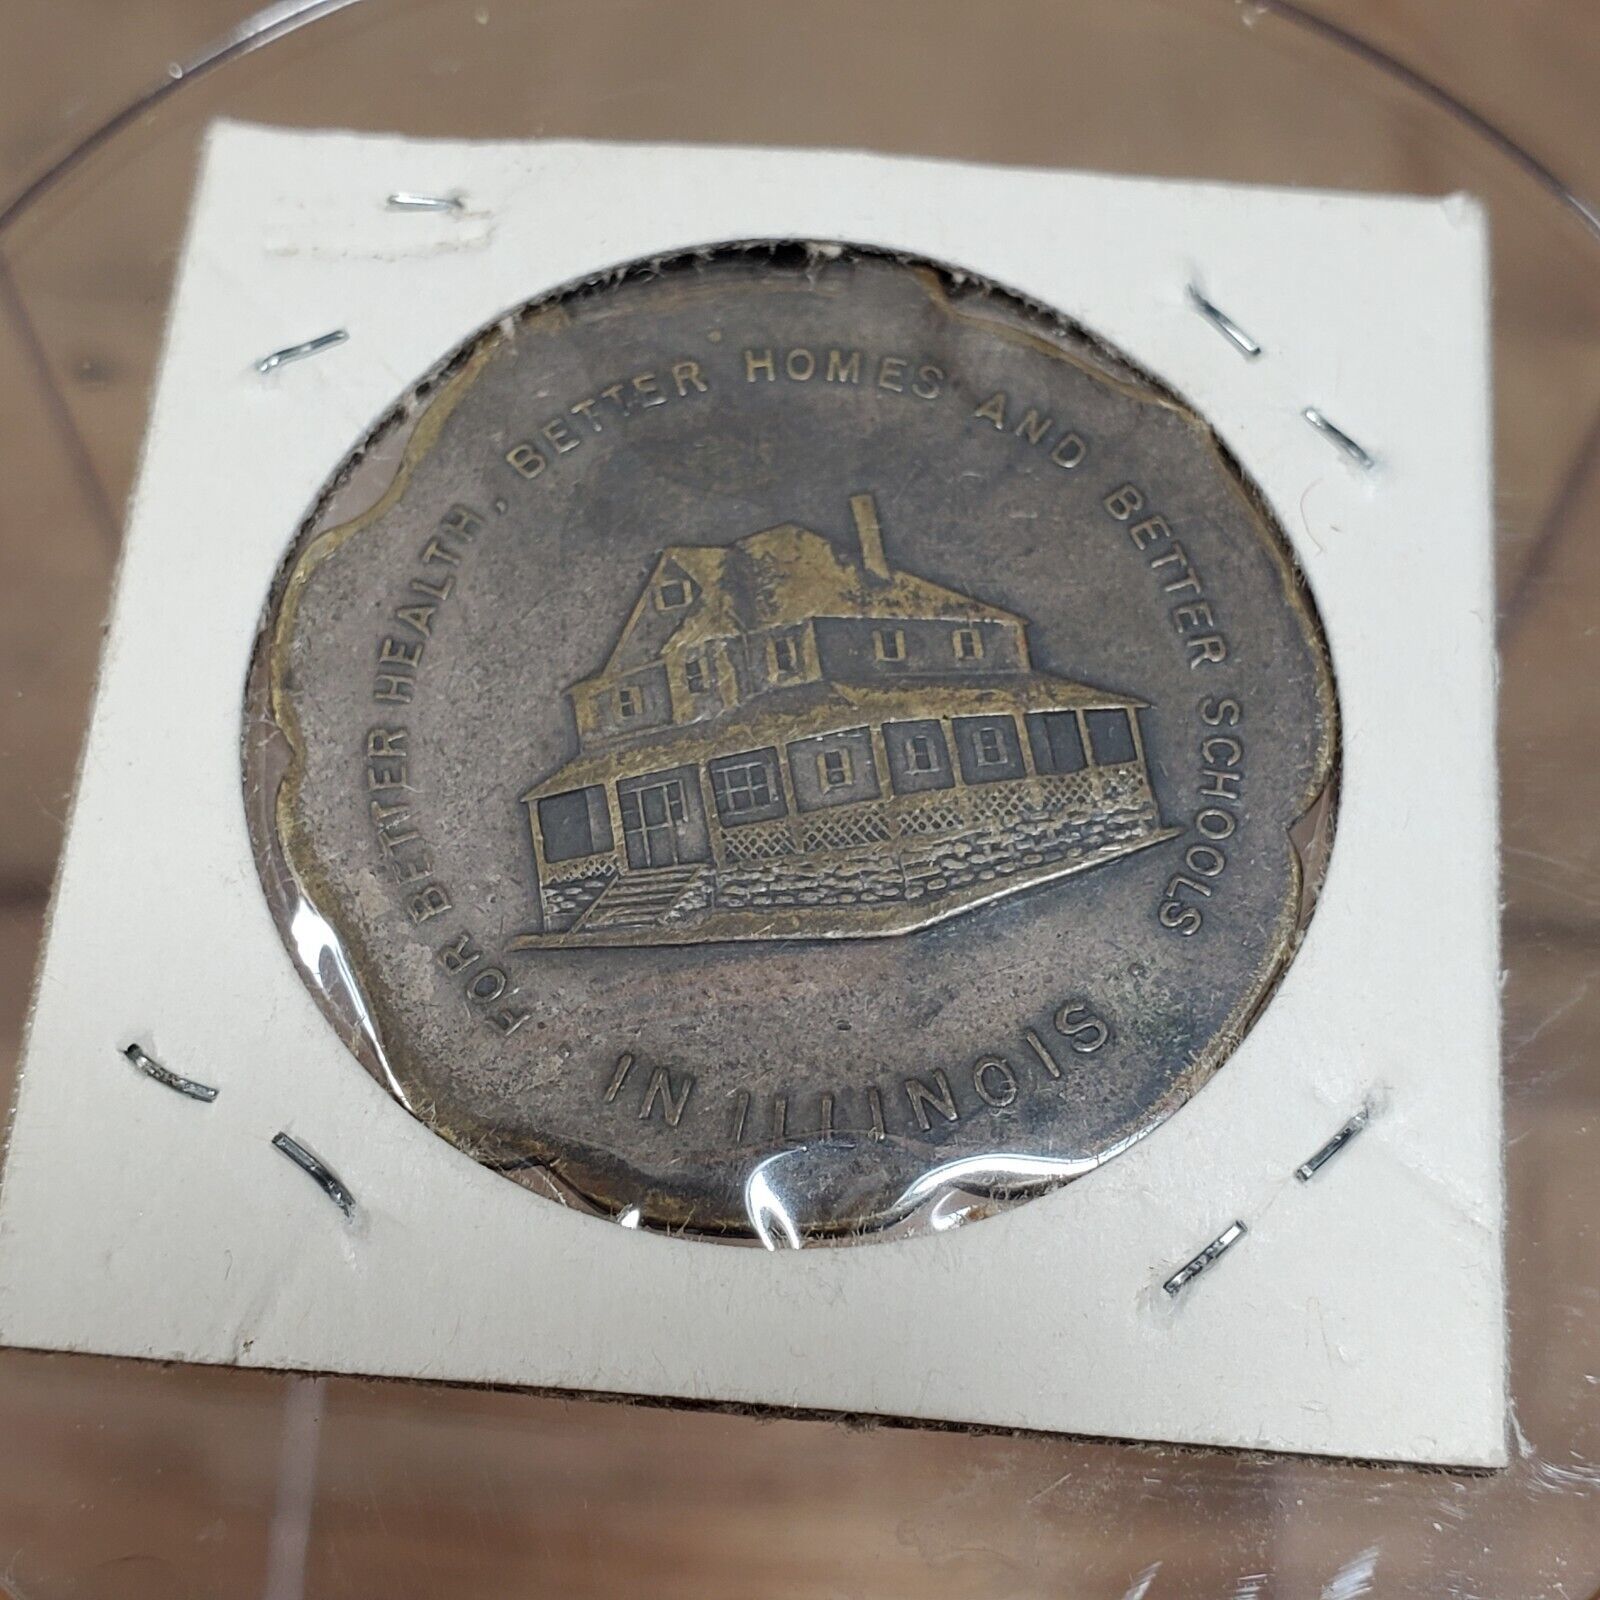 FOR BETTER HEALTH, BETTER HOMES AND BETTER SCHOOLS
IN ILLINOIS